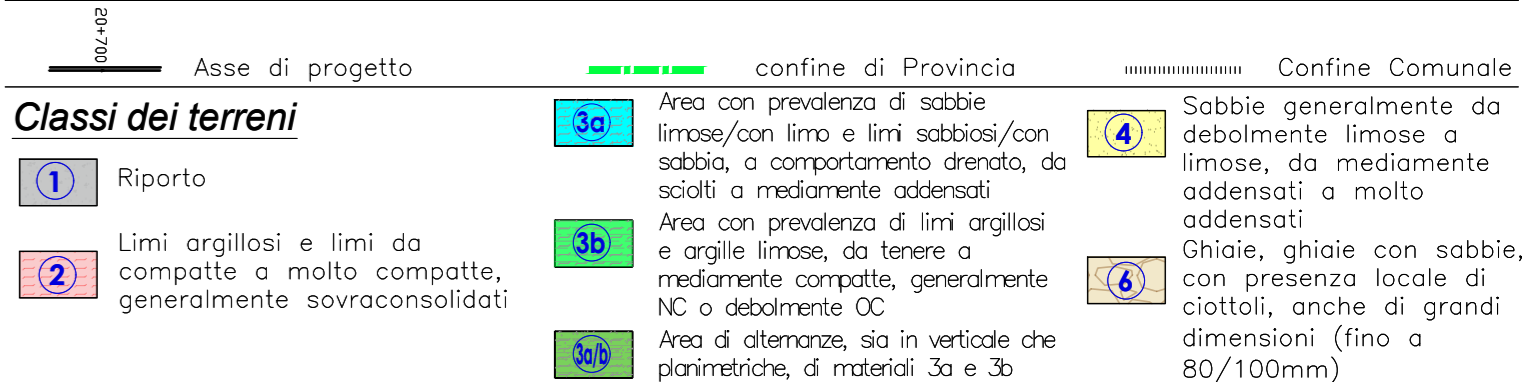 20+700
Asse di progetto
confine di Provincia
Confine Comunale
Classi dei terreni
1
Riporto
2
Limi argillosi e limi da
compatte a molto compatte,
generalmente sovraconsolidati
3a
Area con prevalenza di sabbie
limose/con limo e limi sabbiosi/con
sabbia, a comportamento drenato, da
sciolti a mediamente addensati
3b
Area con prevalenza di limi argillosi
e argille limose, da tenere a
mediamente compatte, generalmente
NC o debolmente OC
3a/b
Area di alternanze, sia in verticale che
planimetriche, di materiali 3a e 3b
4
Sabbie generalmente da
debolmente limose a
limose, da mediamente
addensati a molto
addensati
6
Ghiaie, ghiaie con sabbie,
con presenza locale di
ciottoli, anche di grandi
dimensioni (fino a
80/100mm)